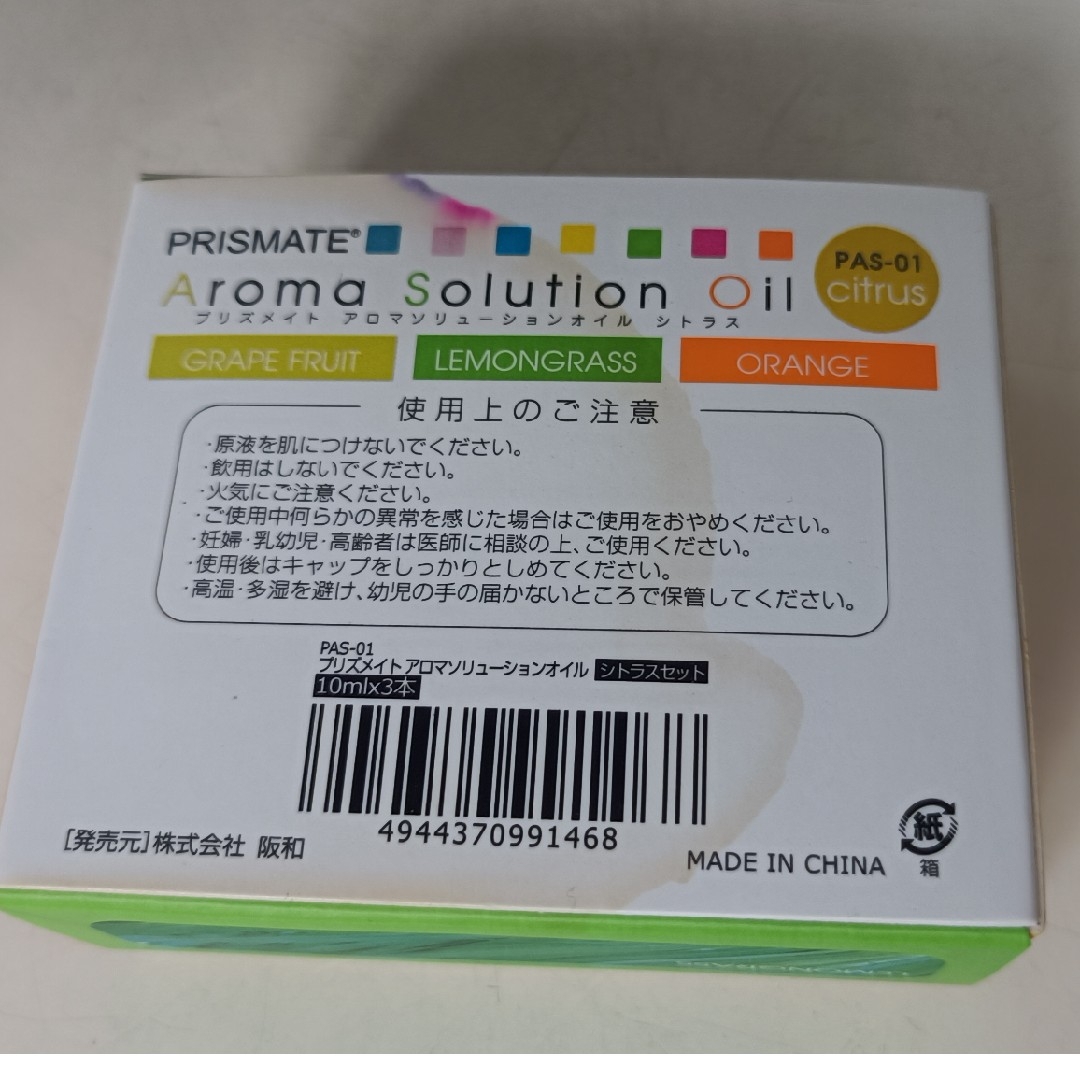 PRISMATE®
Aroma Solution Oil
PAS-01
citrus
プリズメイト アロマソリューションオイル シトラス
GRAPE FRUIT
LEMONGRASS
ORANGE
使用上のご注意
・原液を肌につけないでください。
・飲用はしないでください。
・火気にご注意ください。
・ご使用中何らかの異常を感じた場合はご使用をおやめください。
・妊婦・乳幼児・高齢者は医師に相談の上、ご使用ください。
・使用後はキャップをしっかりとしめてください。
・高温・多湿を避け、幼児の手の届かないところで保管してください。
PAS-01
プリズメイト アロマソリューションオイル シトラスセット
10mlx3本
4944370991468
[発売元]株式会社 阪和
MADE IN CHINA
紙
箱
LEMONGRASS